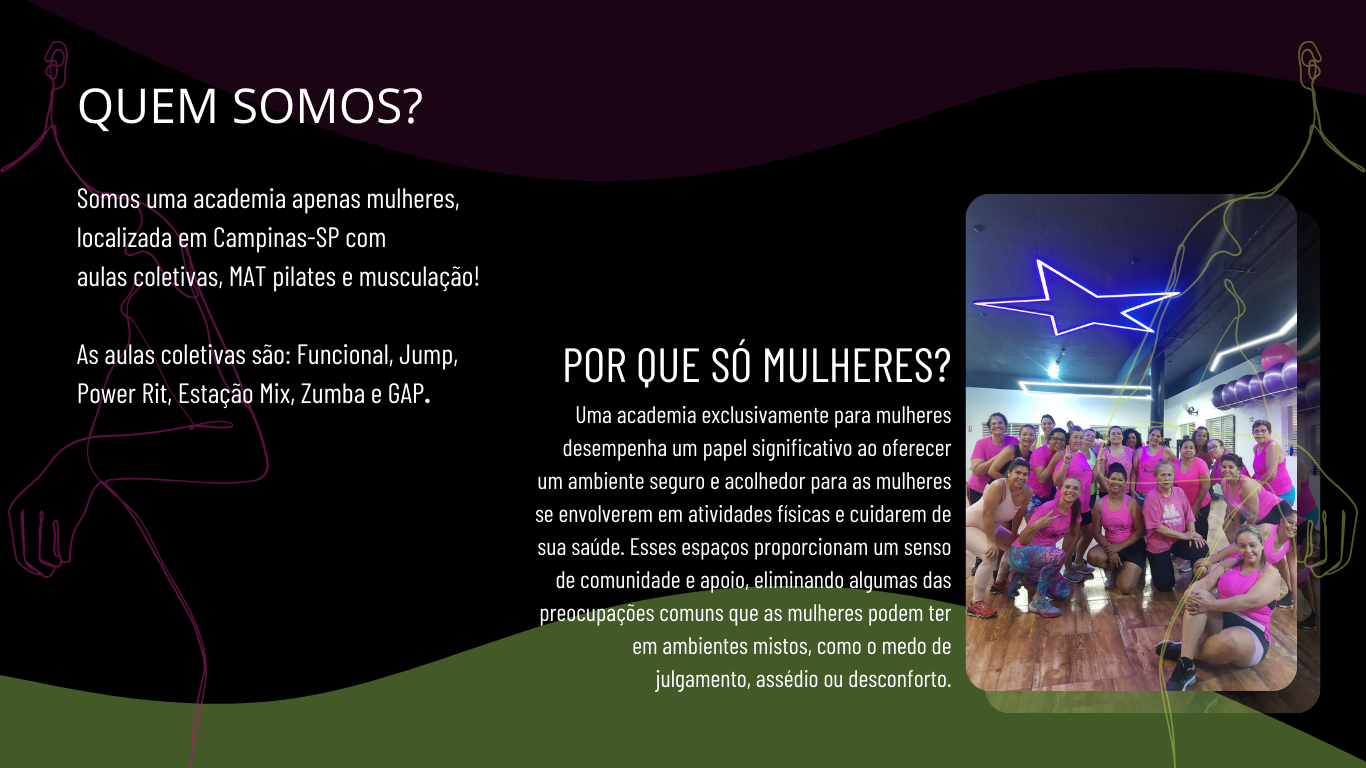 QUEM SOMOS?
Somos uma academia apenas mulheres,
localizada em Campinas-SP com
aulas coletivas, MAT pilates e musculação!
As aulas coletivas são: Funcional, Jump,
Power Rit, Estação Mix, Zumba e GAP.
POR QUE SÓ MULHERES?
Uma academia exclusivamente para mulheres
desempenha um papel significativo ao oferecer
um ambiente seguro e acolhedor para as mulheres
se envolverem em atividades físicas e cuidarem de
sua saúde. Esses espaços proporcionam um senso
de comunidade e apoio, eliminando algumas das
preocupações comuns que as mulheres podem ter
em ambientes mistos, como o medo de
julgamento, assédio ou desconforto.